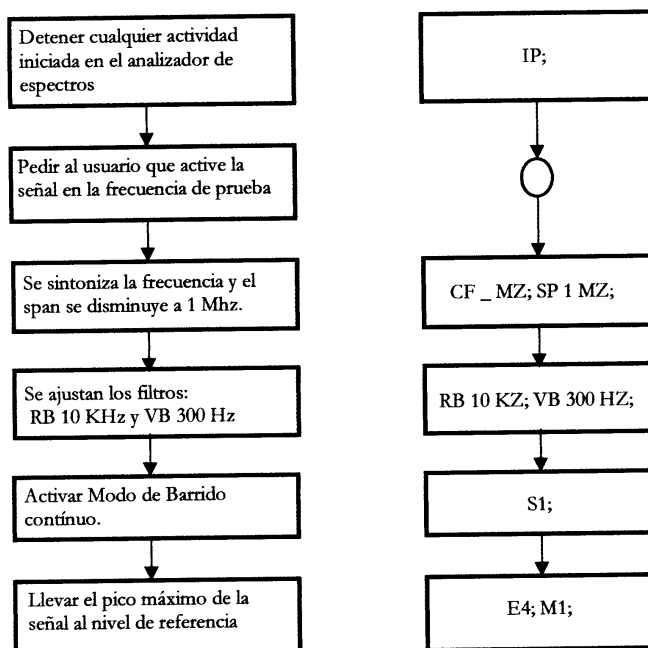 Detener cualquier actividad
iniciada en el analizador de
espectros
Pedir al usuario que active la
señal en la frecuencia de prueba
Se sintoniza la frecuencia y el
span se disminuye a 1 Mhz.
Se ajustan los filtros:
RB 10 KHz y VB 300 Hz
Activar Modo de Barrido
contínuo.
Llevar el pico máximo de la
señal al nivel de referencia
IP;
CF _ MZ; SP 1 MZ;
RB 10 KZ; VB 300 HZ;
S1;
E4; M1;